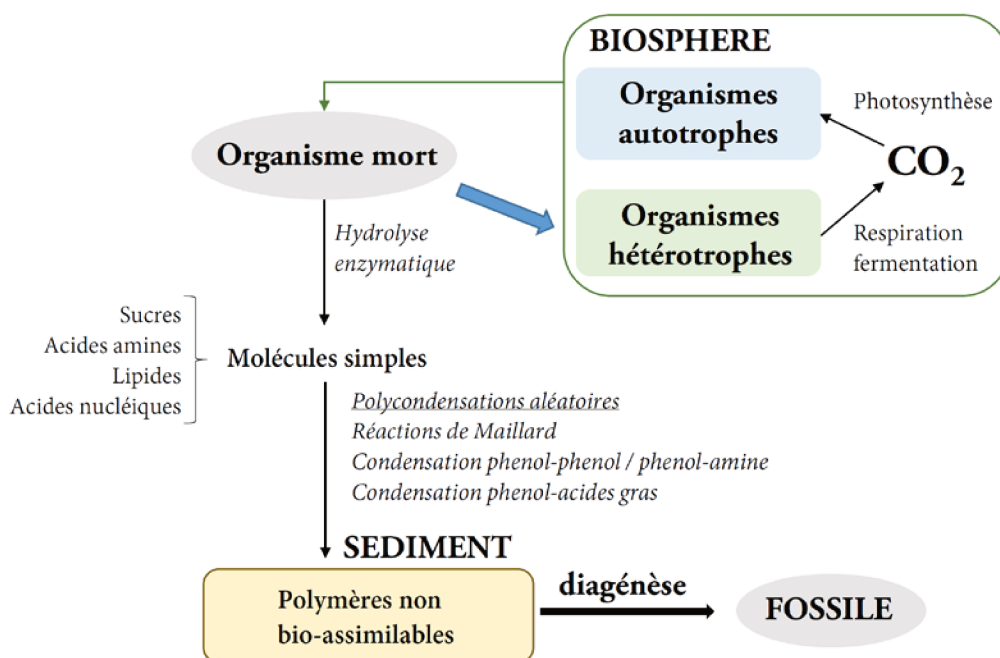 BIOSPHERE
Organismes
autotrophes
Photosynthèse
CO₂
Organismes
hétérotrophes
Respiration
fermentation
Organisme mort
Hydrolyse
enzymatique
Sucres
Acides amines
Lipides
Acides nucléiques
Molécules simples
Polycondensations aléatoires
Réactions de Maillard
Condensation phenol-phenol / phenol-amine
Condensation phenol-acides gras
SEDIMENT
Polymères non
bio-assimilables
diagénèse
FOSSILE